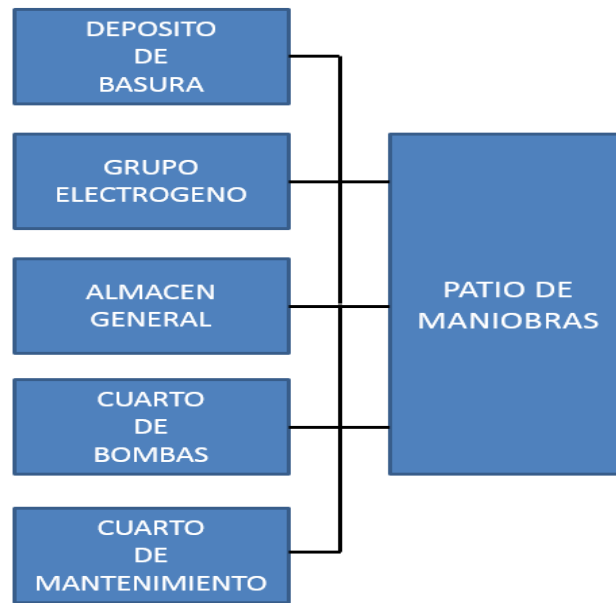 DEPOSITO
DE
BASURA
GRUPO
ELECTROGENO
ALMACEN
GENERAL
CUARTO
DE
BOMBAS
CUARTO
DE
MANTENIMIENTO
PATIO DE
MANIOBRAS